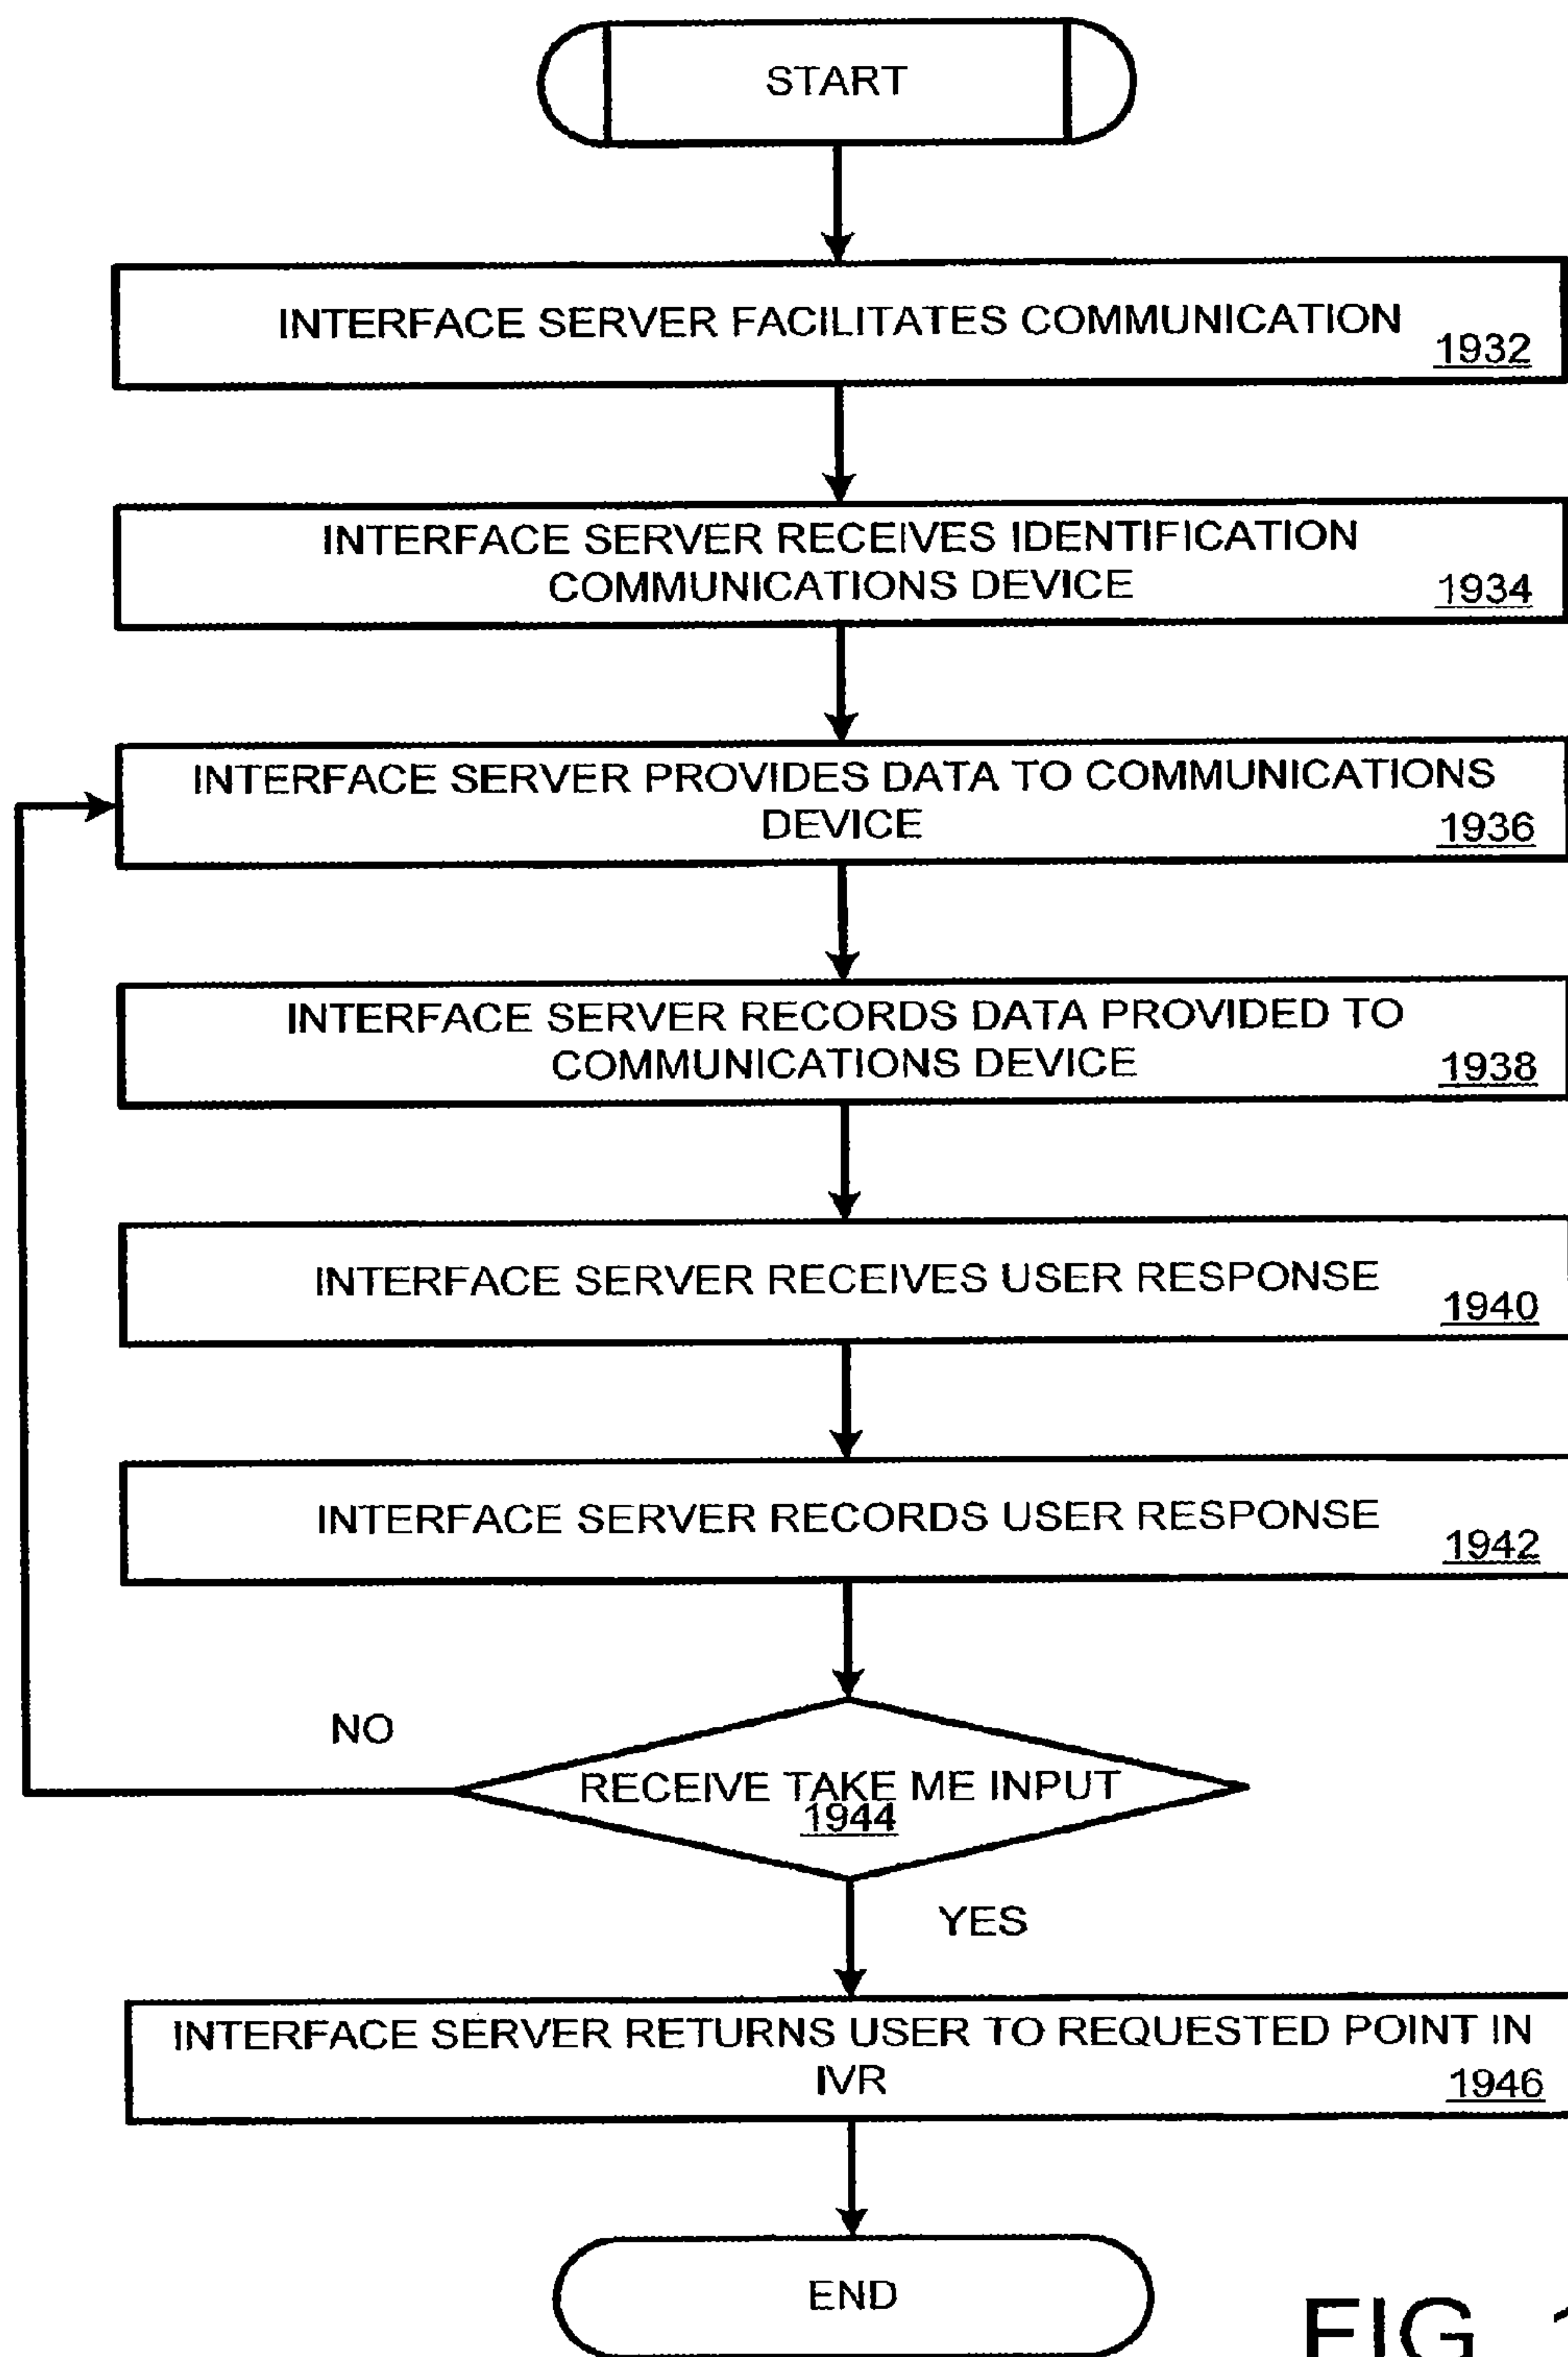 START
INTERFACE SERVER FACILITATES COMMUNICATION
1932
INTERFACE SERVER RECEIVES IDENTIFICATION
COMMUNICATIONS DEVICE
1934
INTERFACE SERVER PROVIDES DATA TO COMMUNICATIONS
DEVICE
1936
INTERFACE SERVER RECORDS DATA PROVIDED TO
COMMUNICATIONS DEVICE
1938
INTERFACE SERVER RECEIVES USER RESPONSE
1940
INTERFACE SERVER RECORDS USER RESPONSE
1942
NO
RECEIVE TAKE ME INPUT
1944
YES
INTERFACE SERVER RETURNS USER TO REQUESTED POINT IN
IVR
1946
END
FIG.